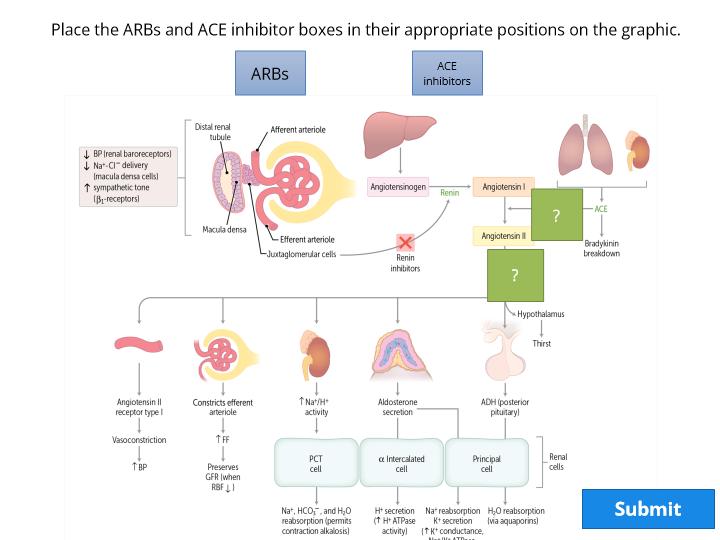 Place the ARBs and ACE inhibitor boxes in their appropriate positions on the graphic.
ARBs
ACE
inhibitors
↓ BP (renal baroreceptors)
↓ Na⁺-Cl⁻ delivery
(macula densa cells)
↑ sympathetic tone
(β₁-receptors)
Distal renal
tubule
Afferent arteriole
Macula densa
Efferent arteriole
Juxtaglomerular cells
Angiotensinogen
Renin
Angiotensin I
Renin
inhibitors
Angiotensin II
?
ACE
Bradykinin
breakdown
?
Hypothalamus
Thirst
Angiotensin II
receptor type I
Vasoconstriction
↑BP
Constricts efferent
arteriole
↑FF
Preserves
GFR (when
RBF↓)
↑Na⁺/H⁺
activity
Aldosterone
secretion
ADH (posterior
pituitary)
PCT
cell
α Intercalated
cell
Principal
cell
Renal
cells
Na⁺, HCO₃⁻, and H₂O
reabsorption (permits
contraction alkalosis)
H⁺ secretion
(↑ H⁺ ATPase
activity)
Na⁺ reabsorption
K⁺ secretion
(↑K⁺ conductance,
H₂O reabsorption
(via aquaporins)
Submit